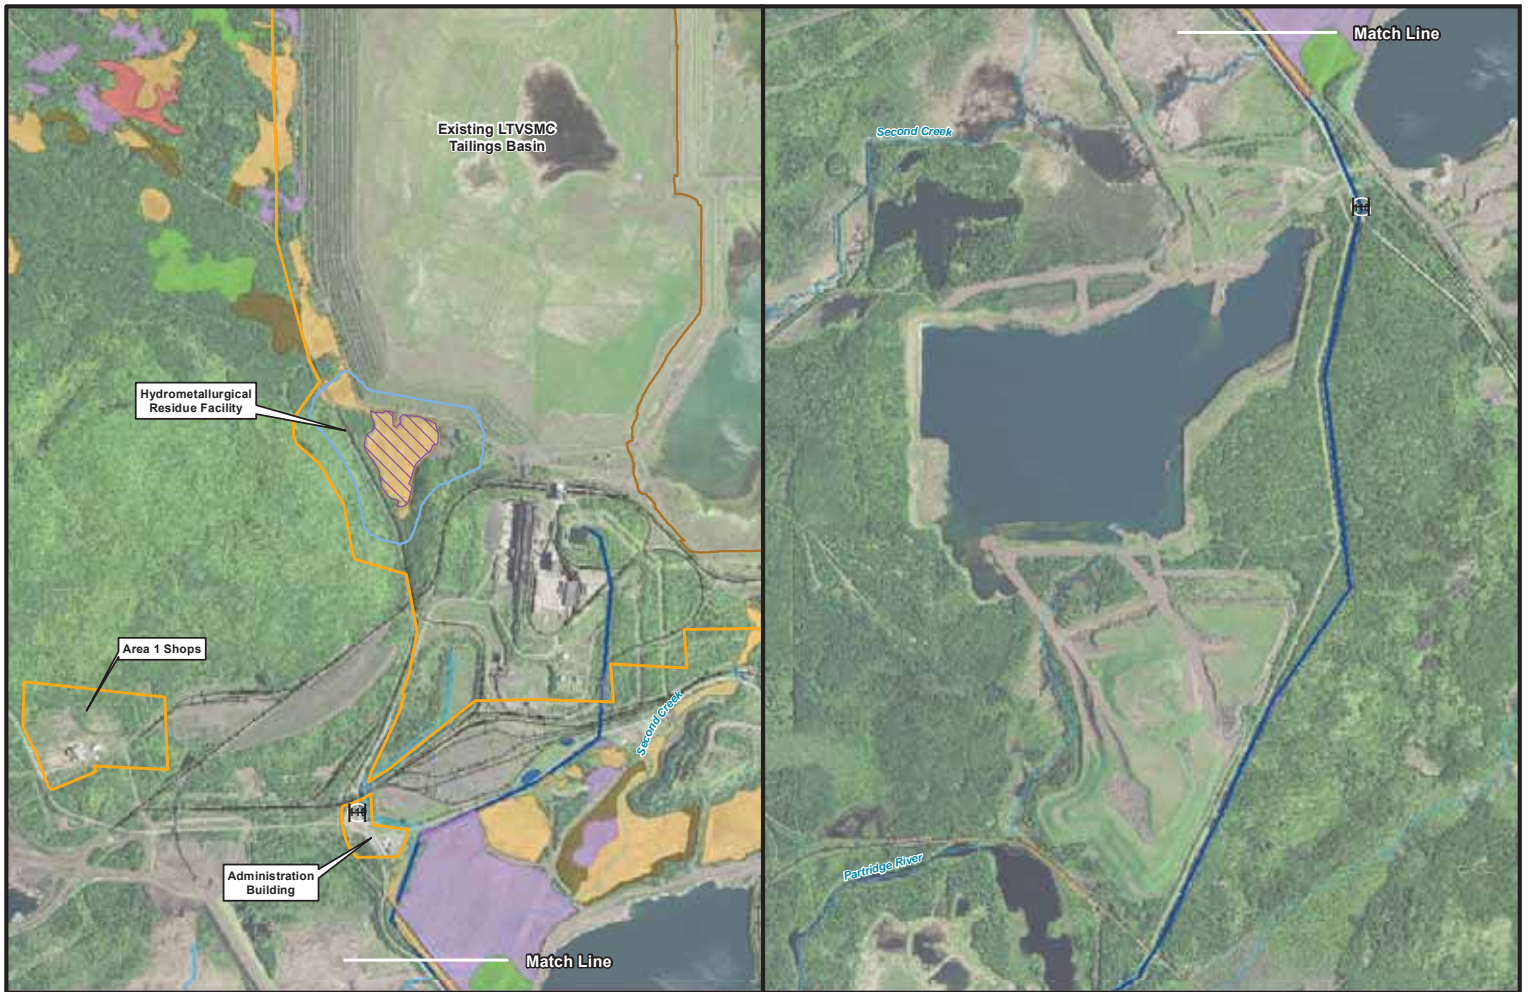 Existing LTVSMC
Tailings Basin
Hydrometallurgical
Residue Facility
Area 1 Shops
Second Creek
Administration
Building
Match Line
Match Line
Second Creek
Partridge River